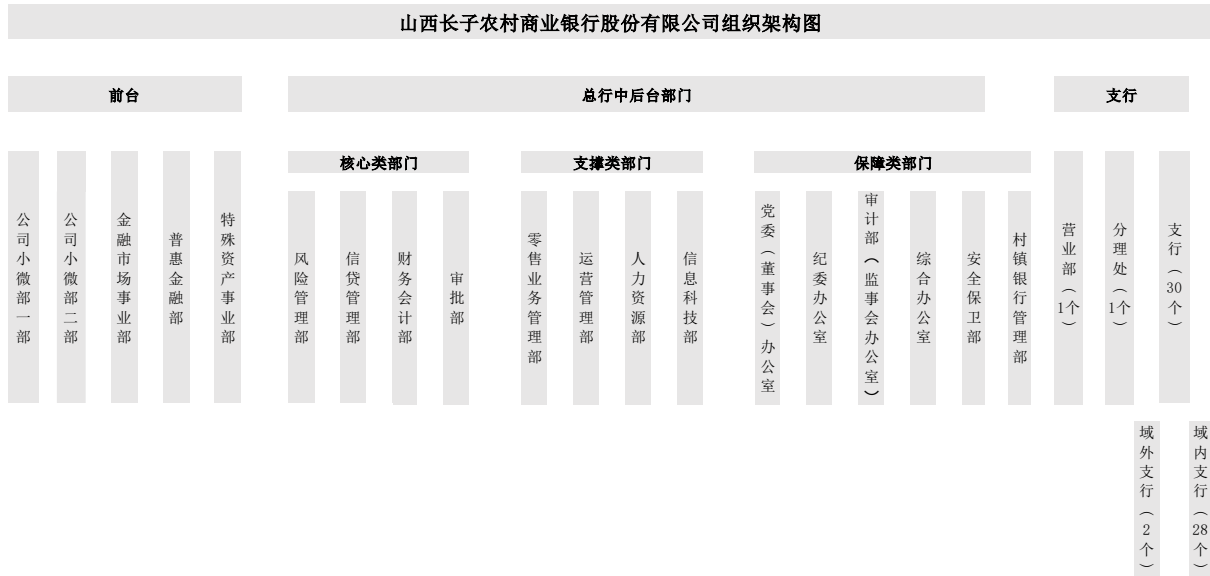 山西长子农村商业银行股份有限公司组织架构图
前台
总行中后台部门
支行
核心类部门
支撑类部门
保障类部门
公司小微部一部
公司小微部二部
金融市场事业部
普惠金融部
特殊资产事业部
风险管理部
信贷管理部
财务会计部
审批部
零售业务管理部
运营管理部
人力资源部
信息科技部
党委（董事会）办公室
纪委办公室
审计部（监事会办公室）
综合办公室
安全保卫部
村镇银行管理部
营业部（1个）
分理处（1个）
支行（30个）
域外支行（2个）
域内支行（28个）